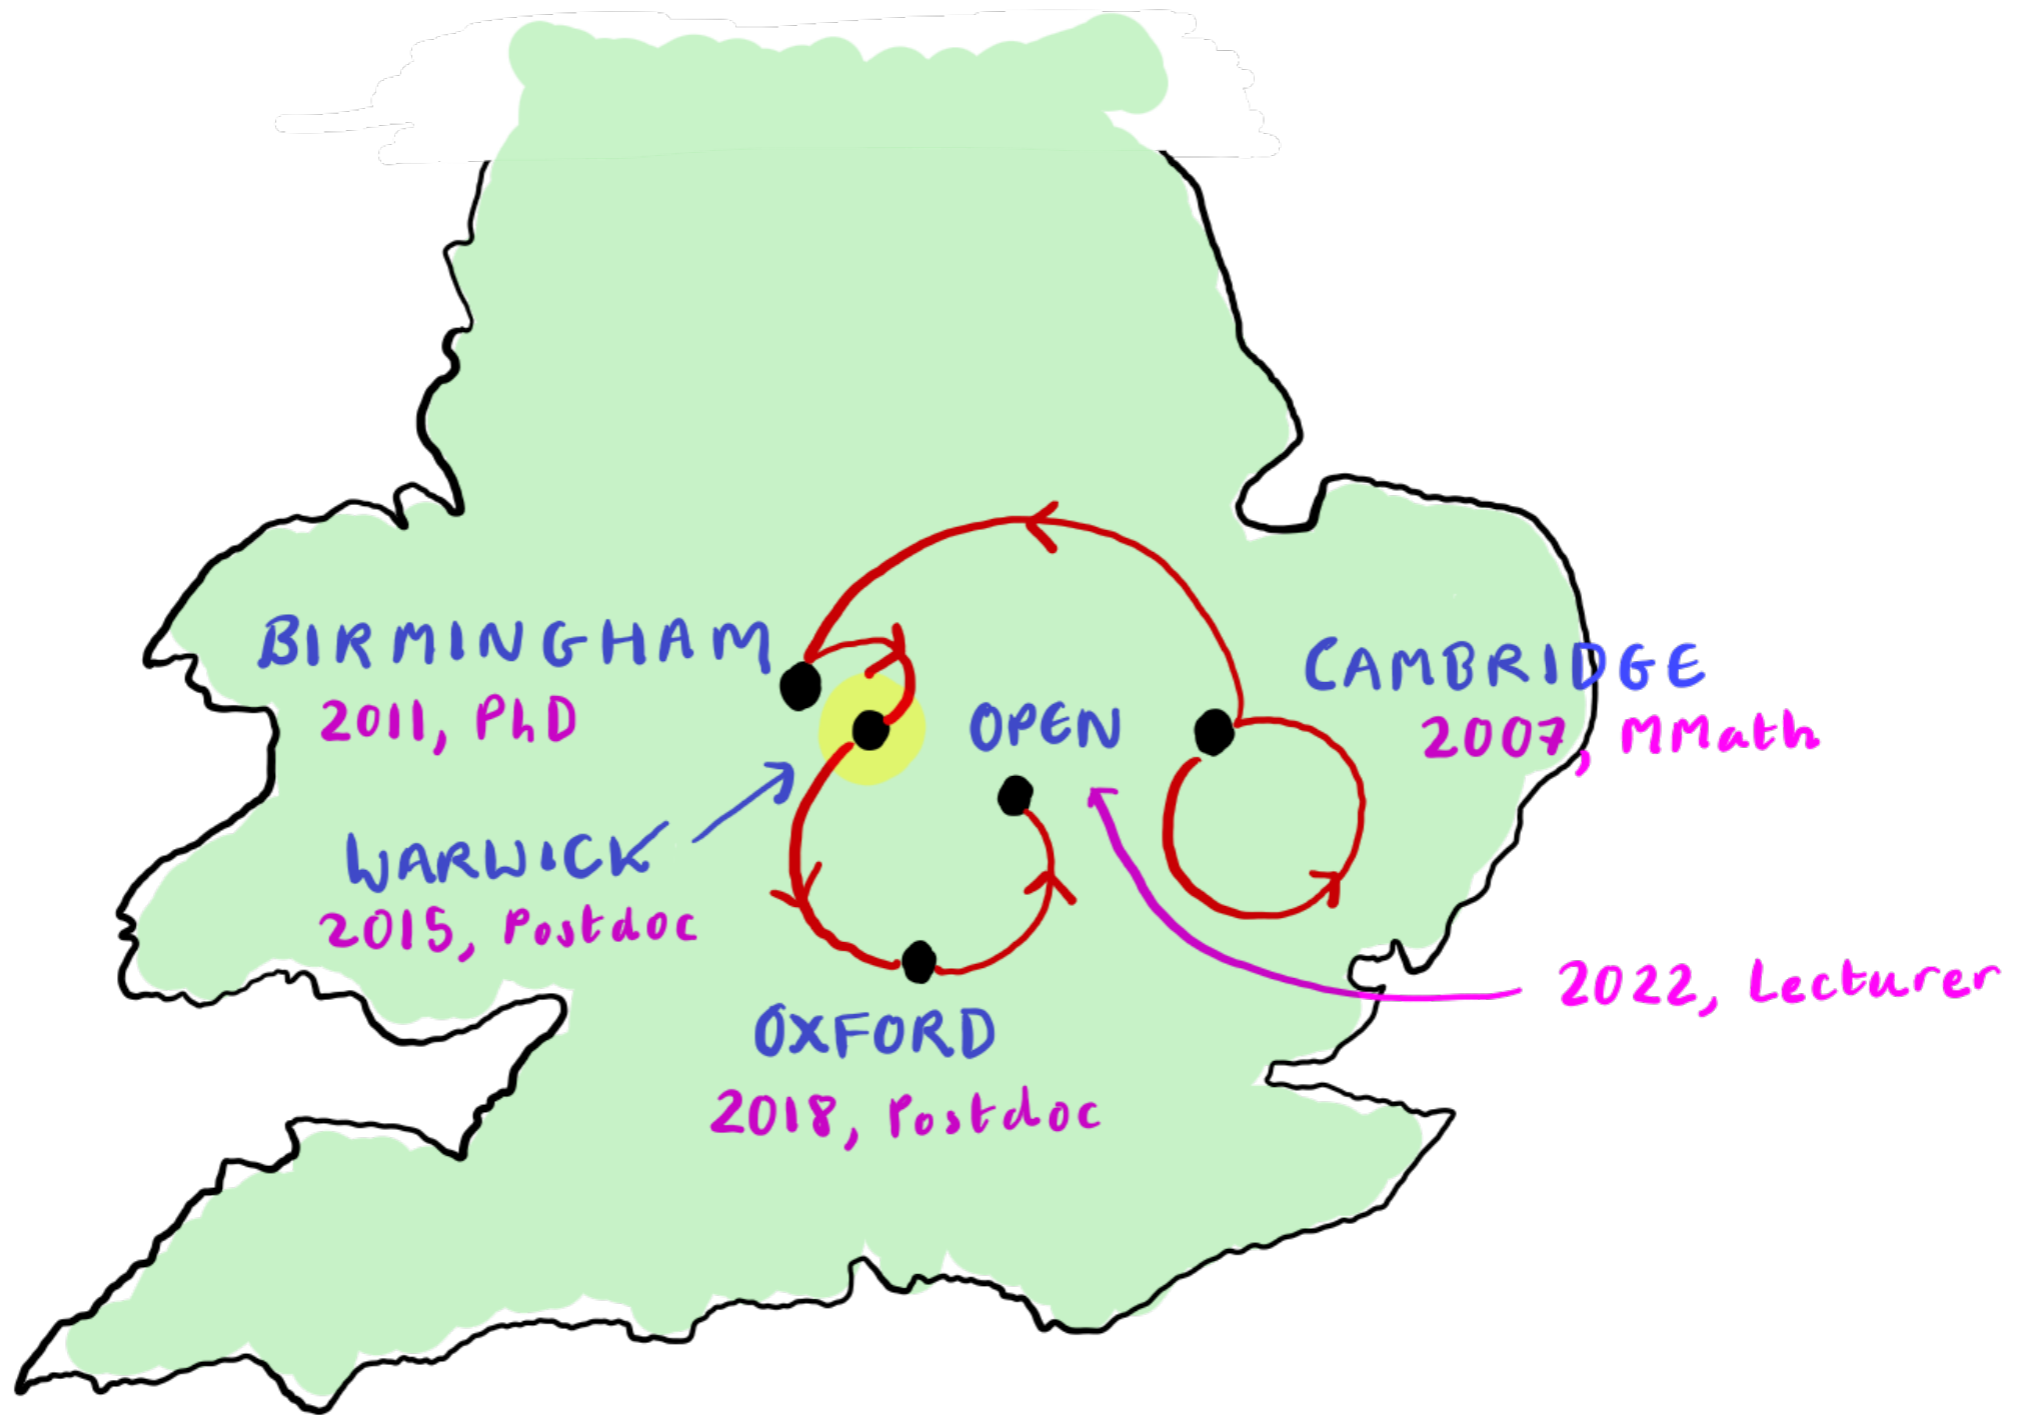 BIRMINGHAM
2011, PhD
OPEN
CAMBRIDGE
2007, MMath
WARWICK
2015, Postdoc
2022, Lecturer
OXFORD
2018, Postdoc